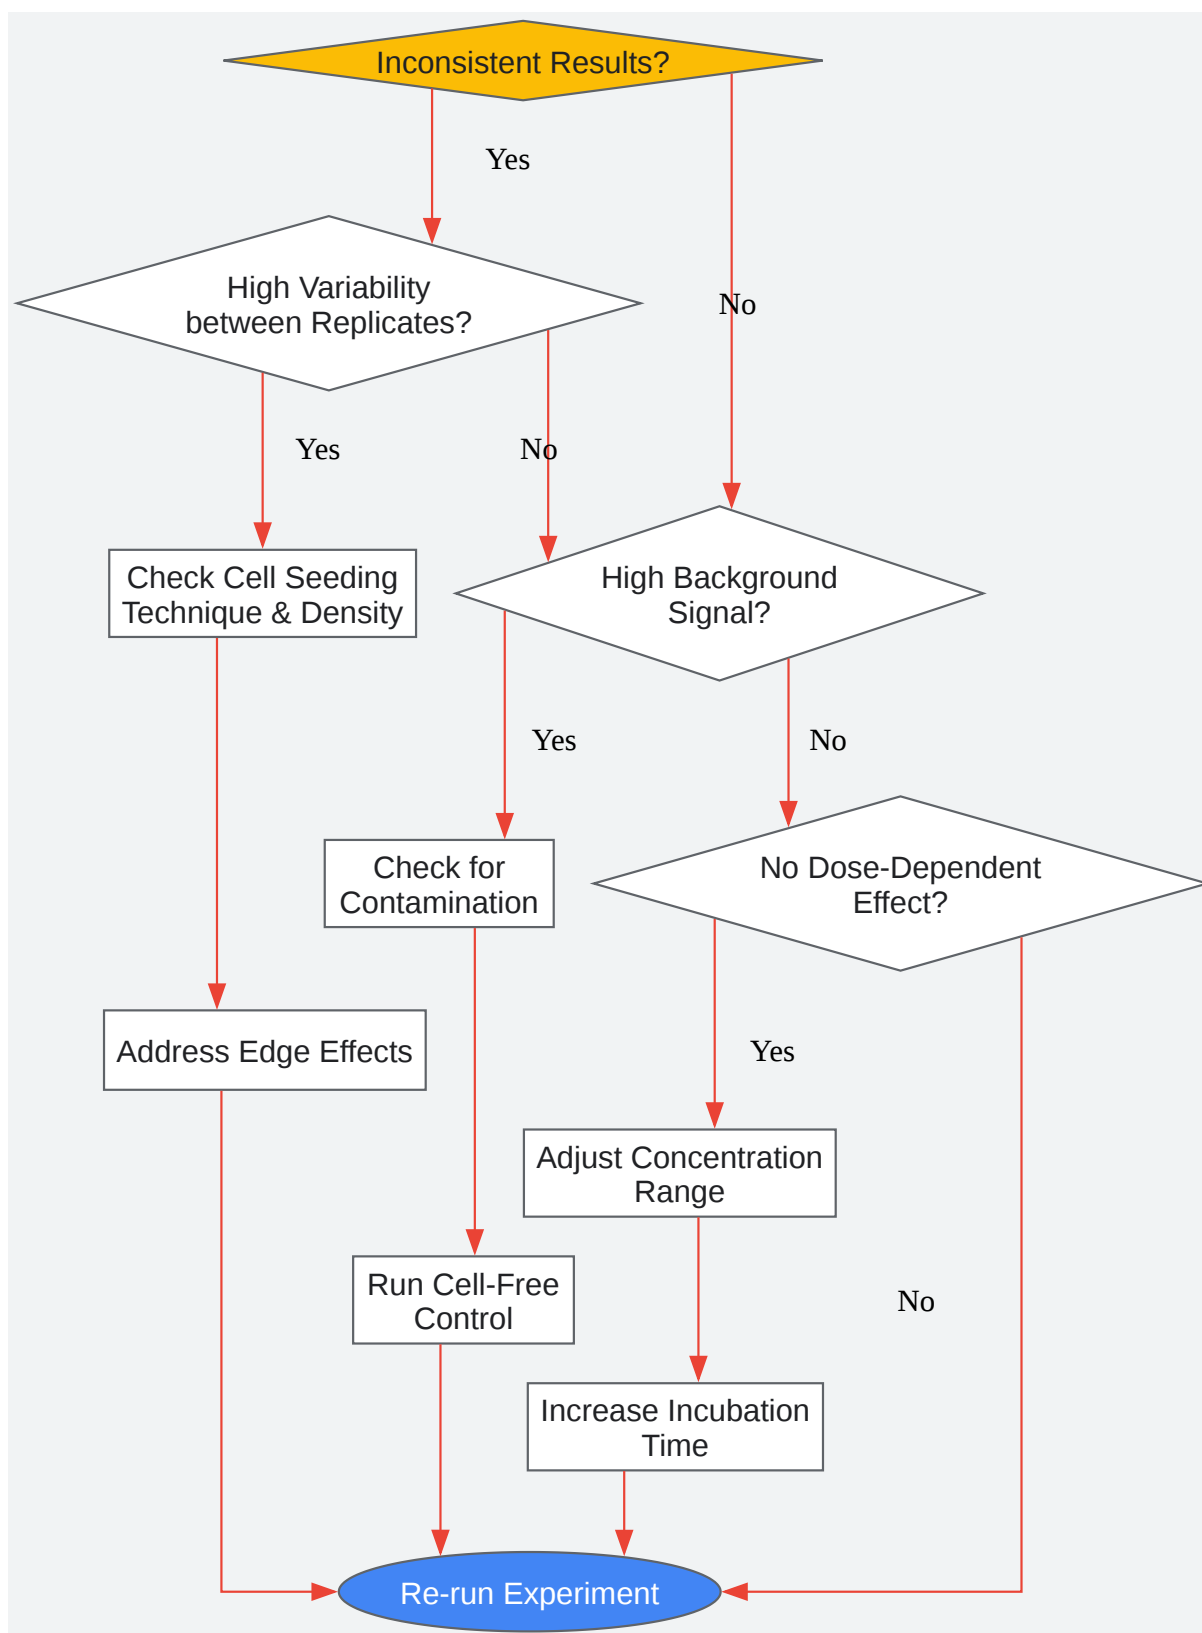 Inconsistent Results?
Yes
No
High Variability
between Replicates?
Yes
No
Check Cell Seeding
Technique & Density
High Background
Signal?
Yes
No
Check for
Contamination
No Dose-Dependent
Effect?
Address Edge Effects
Yes
Adjust Concentration
Range
Run Cell-Free
Control
No
Increase Incubation
Time
Re-run Experiment